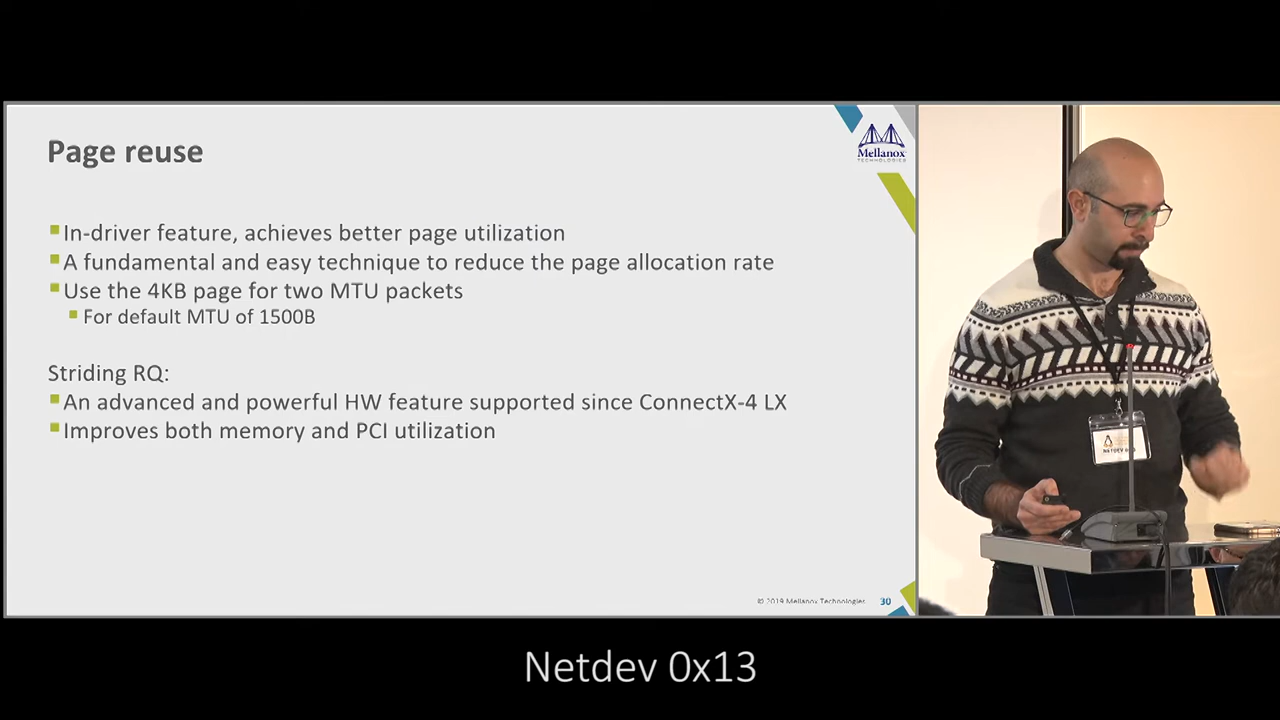 Page reuse
Mellanox
TECHNOLOGIES
In-driver feature, achieves better page utilization
A fundamental and easy technique to reduce the page allocation rate
Use the 4KB page for two MTU packets
For default MTU of 1500B
Striding RQ:
An advanced and powerful HW feature supported since ConnectX-4 LX
Improves both memory and PCI utilization
© 2019 Mellanox Technologies
30
NETDEV
Netdev 0x13